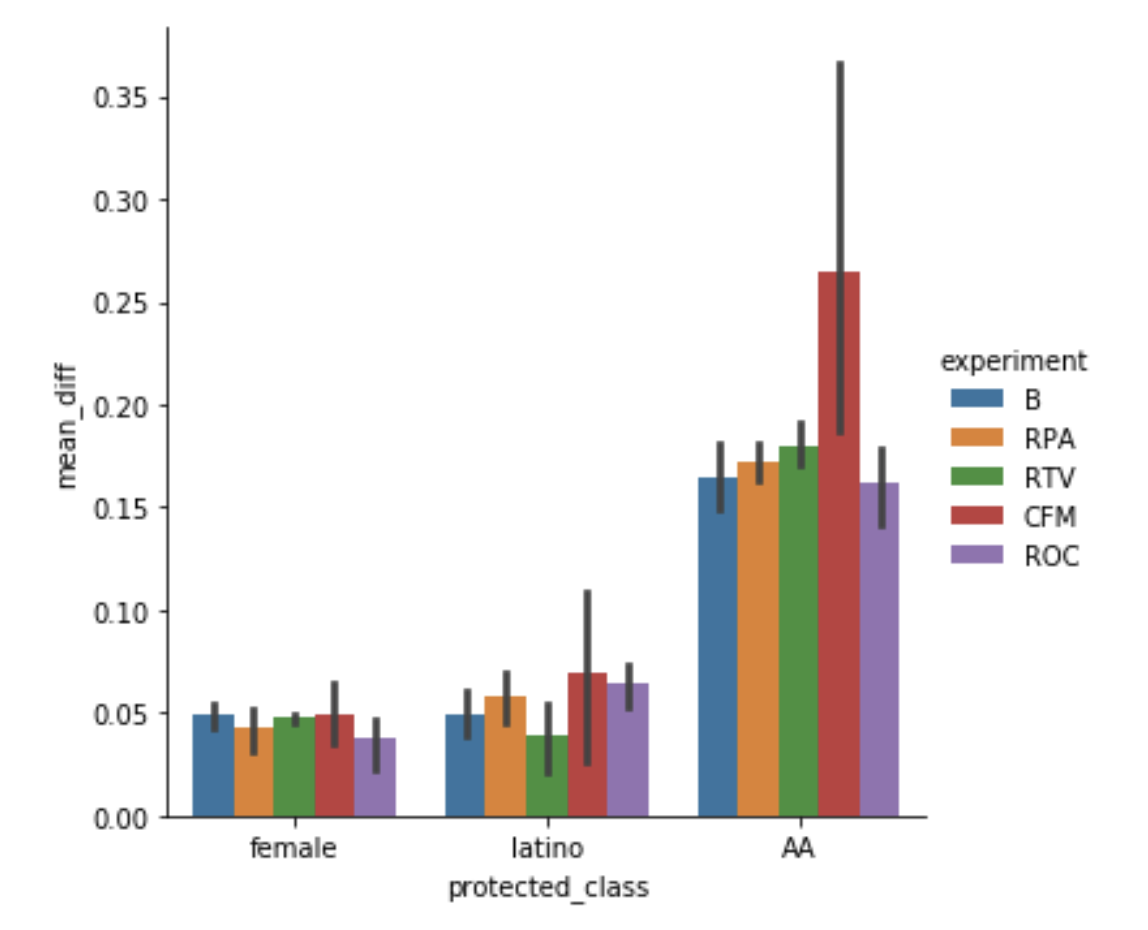 mean_diff
0.35
0.30
0.25
0.20
0.15
0.10
0.05
0.00
female latino AA
protected_class
experiment
B
RPA
RTV
CFM
ROC